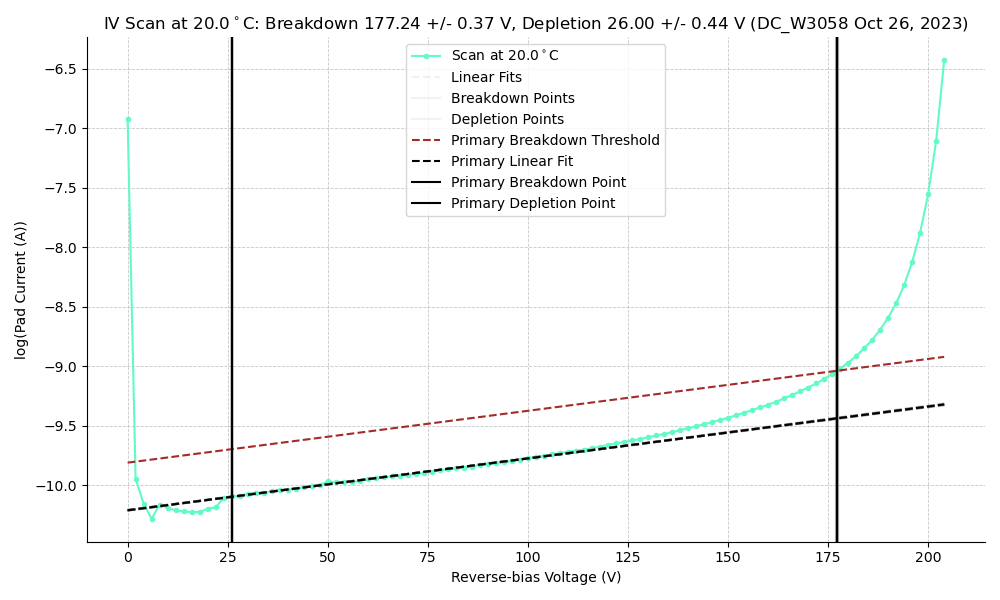 IV Scan at 20.0°C: Breakdown 177.24 +/- 0.37 V, Depletion 26.00 +/- 0.44 V (DC_W3058 Oct 26, 2023)
Scan at 20.0°C
Linear Fits
Breakdown Points
Depletion Points
Primary Breakdown Threshold
Primary Linear Fit
Primary Breakdown Point
Primary Depletion Point
log(Pad Current (A))
−6.5
−7.0
−7.5
−8.0
−8.5
−9.0
−9.5
−10.0
0 25 50 75 100 125 150 175 200
Reverse-bias Voltage (V)